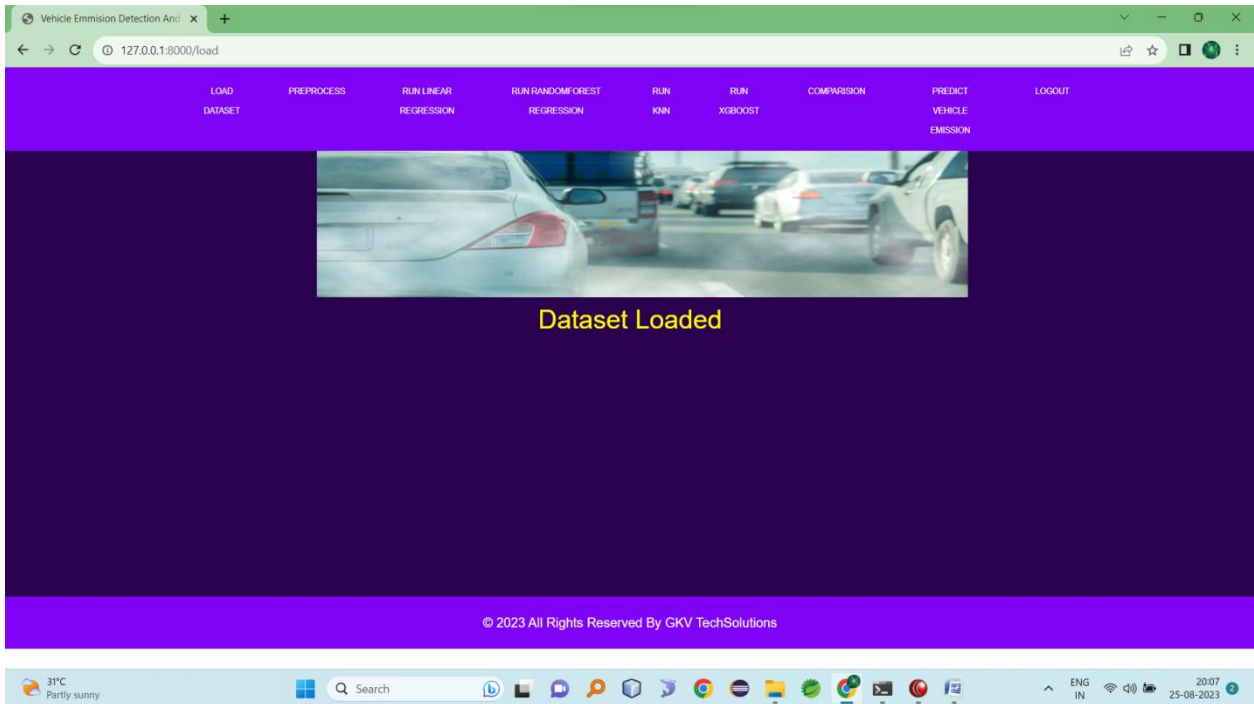 Vehicle Emmision Detection And
127.0.0.1:8000/load
LOAD DATASET
PREPROCESS
RUN LINEAR REGRESSION
RUN RANDOMFOREST REGRESSION
RUN KNN
RUN XGBOOST
COMPARISION
PREDICT VEHICLE EMISSION
LOGOUT
Dataset Loaded
© 2023 All Rights Reserved By GKV TechSolutions
31°C
Partly sunny
Search
ENG
IN
20:07
25-08-2023
2